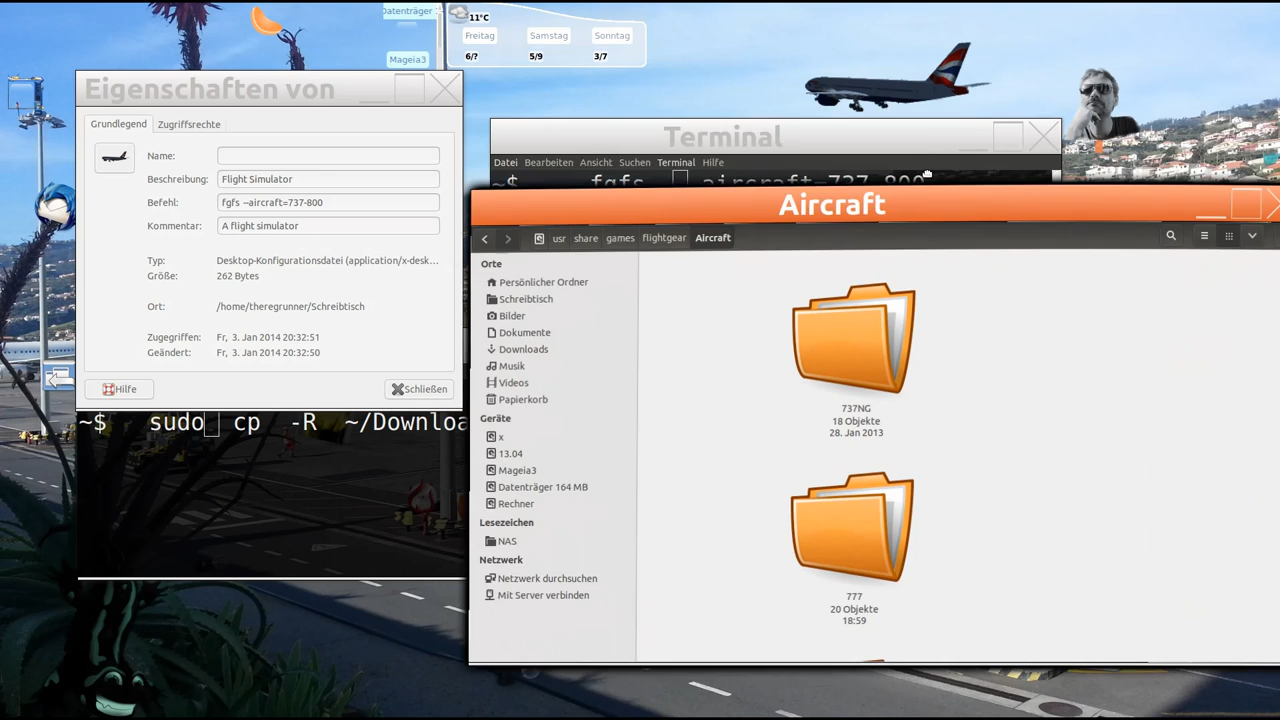 Datenträger
11°C
Freitag Samstag Sonntag
6/? 5/9 3/7
Mageia3
Eigenschaften von
Grundlegend Zugriffsrechte
Name:
Beschreibung: Flight Simulator
Befehl: fgfs --aircraft=737-800
Kommentar: A flight simulator
Typ: Desktop-Konfigurationsdatei (application/x-desk...
Größe: 262 Bytes
Ort: /home/theregrunner/Schreibtisch
Zugegriffen: Fr, 3. Jan 2014 20:32:51
Geändert: Fr, 3. Jan 2014 20:32:50
Hilfe Schließen
~$ sudo cp -R ~/Downloa
Terminal
Datei Bearbeiten Ansicht Suchen Terminal Hilfe
~$ fgfs aircraft=737-800
Aircraft
usr share games flightgear Aircraft
Orte
Persönlicher Ordner
Schreibtisch
Bilder
Dokumente
Downloads
Musik
Videos
Papierkorb
Geräte
x
13.04
Mageia3
Datenträger 164 MB
Rechner
Lesezeichen
NAS
Netzwerk
Netzwerk durchsuchen
Mit Server verbinden
737NG
18 Objekte
28. Jan 2013
777
20 Objekte
18:59